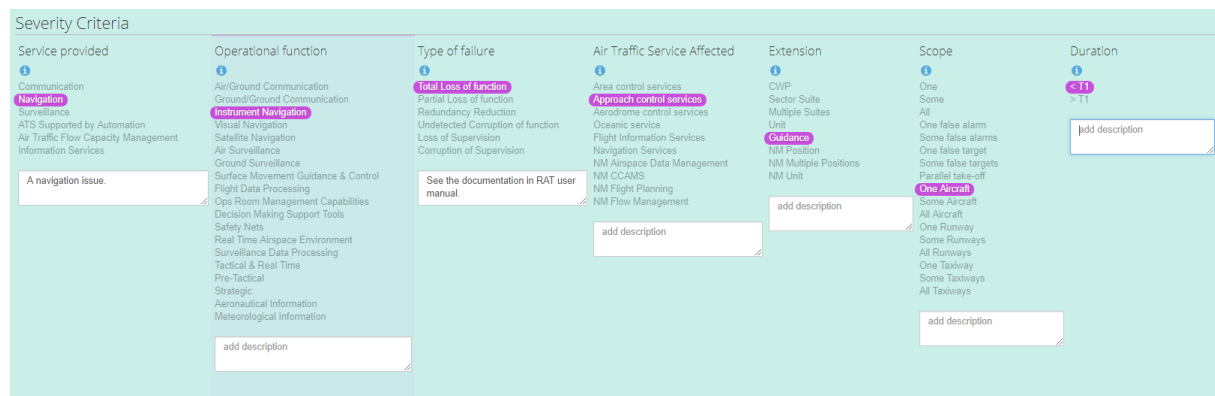 Severity Criteria
Service provided
Communication
Navigation
Surveillance
ATS Supported by Automation
Air Traffic Flow Capacity Management
Information Services
A navigation issue.
Operational function
Air/Ground Communication
Ground/Ground Communication
Instrument Navigation
Visual Navigation
Satellite Navigation
Air Surveillance
Ground Surveillance
Surface Movement Guidance & Control
Flight Data Processing
Ops Room Management Capabilities
Decision Making Support Tools
Safety Nets
Real Time Airspace Environment
Surveillance Data Processing
Tactical & Real Time
Pre-Tactical
Strategic
Aeronautical Information
Meteorological Information
add description
Type of failure
Total Loss of function
Partial Loss of function
Redundancy Reduction
Undetected Corruption of function
Loss of Supervision
Corruption of Supervision
See the documentation in RAT user
manual.
Air Traffic Service Affected
Area control services
Approach control services
Aerodrome control services
Oceanic service
Flight Information Services
Navigation Services
NM Airspace Data Management
NM CCAMS
NM Flight Planning
NM Flow Management
add description
Extension
CWP
Sector Suite
Multiple Suites
Unit
Guidance
NM Position
NM Multiple Positions
NM Unit
add description
Scope
One
Some
All
One false alarm
Some false alarms
One false target
Some false targets
Parallel take-off
One Aircraft
Some Aircraft
All Aircraft
One Runway
Some Runways
All Runways
One Taxiway
Some Taxiways
All Taxiways
add description
Duration
< T1
> T1
add description